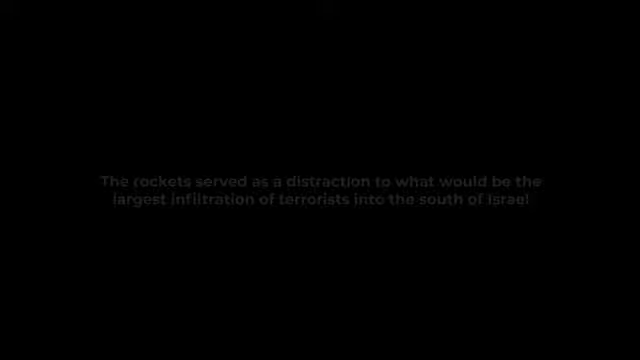 The rockets served as a distraction to what would be the
largest infiltration of terrorists into the south of Israel